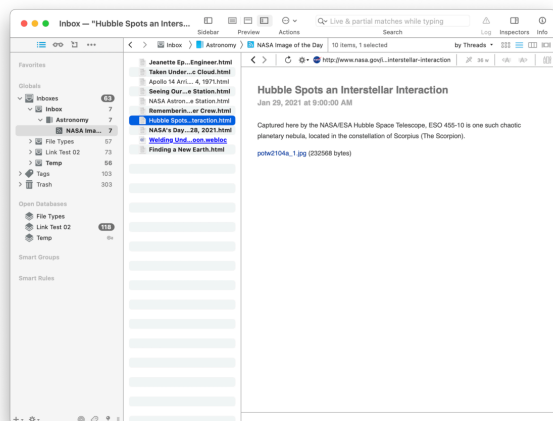 Inbox — "Hubble Spots an Inters...
Sidebar
Preview
Actions
Live & partial matches while typing
Search
Log
Inspectors
Info
Inbox
Astronomy
NASA Image of the Day
10 items, 1 selected
by Threads
Favorites
Globals
Inboxes 63
Inbox 7
Astronomy 7
NASA Ima... 7
File Types 57
Link Test 02 73
Temp 56
Tags 103
Trash 303
Open Databases
File Types
Link Test 02 118
Temp
Smart Groups
Smart Rules
Jeanette Ep...Engineer.html
Taken Under...c Cloud.html
Apollo 14 Arri.... 4, 1971.html
Seeing Our...e Station.html
NASA Astron...e Station.html
Rememberin...er Crew.html
Hubble Spots...teraction.html
NASA's Day...28, 2021.html
Welding Und...oon.webloc
Finding a New Earth.html
http://www.nasa.gov/i...interstellar-interaction
36 w
Hubble Spots an Interstellar Interaction
Jan 29, 2021 at 9:00:00 AM
Captured here by the NASA/ESA Hubble Space Telescope, ESO 455-10 is one such chaotic
planetary nebula, located in the constellation of Scorpius (The Scorpion).
potw2104a_1.jpg (232568 bytes)